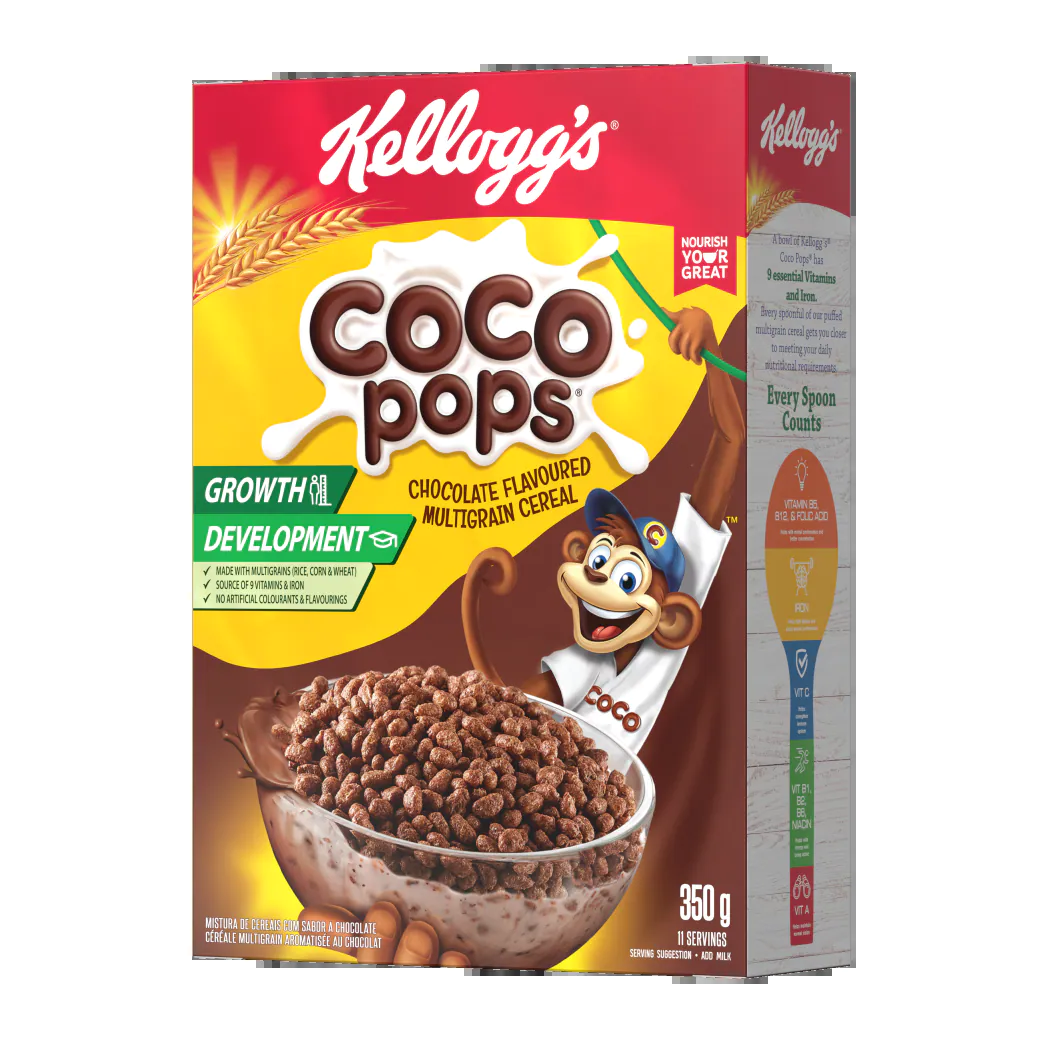 Kellogg's®
NOURISH
YOUR
GREAT
COCO
pops®
CHOCOLATE FLAVOURED
MULTIGRAIN CEREAL
GROWTH
DEVELOPMENT
✓ MADE WITH MULTIGRAINS (RICE, CORN & WHEAT)
✓ SOURCE OF 9 VITAMINS & IRON
✓ NO ARTIFICIAL COLOURANTS & FLAVOURINGS
C
TM
COCO
350 g
11 SERVINGS
SERVING SUGGESTION • ADD MILK
MISTURA DE CEREAIS COM SABOR A CHOCOLATE
CÉRÉALE MULTIGRAIN AROMATISÉE AU CHOCOLAT
Kellogg's®
A bowl of Kellogg's®
Coco Pops® has
9 essential Vitamins
and Iron.
Every spoonful of our puffed
multigrain cereal gets you closer
to meeting your daily
nutritional requirements.
Every Spoon
Counts
VITAMIN B5,
B12, & FOLIC ACID
IRON
VIT C
VIT B1,
B2,
B6,
NIACIN
VIT A